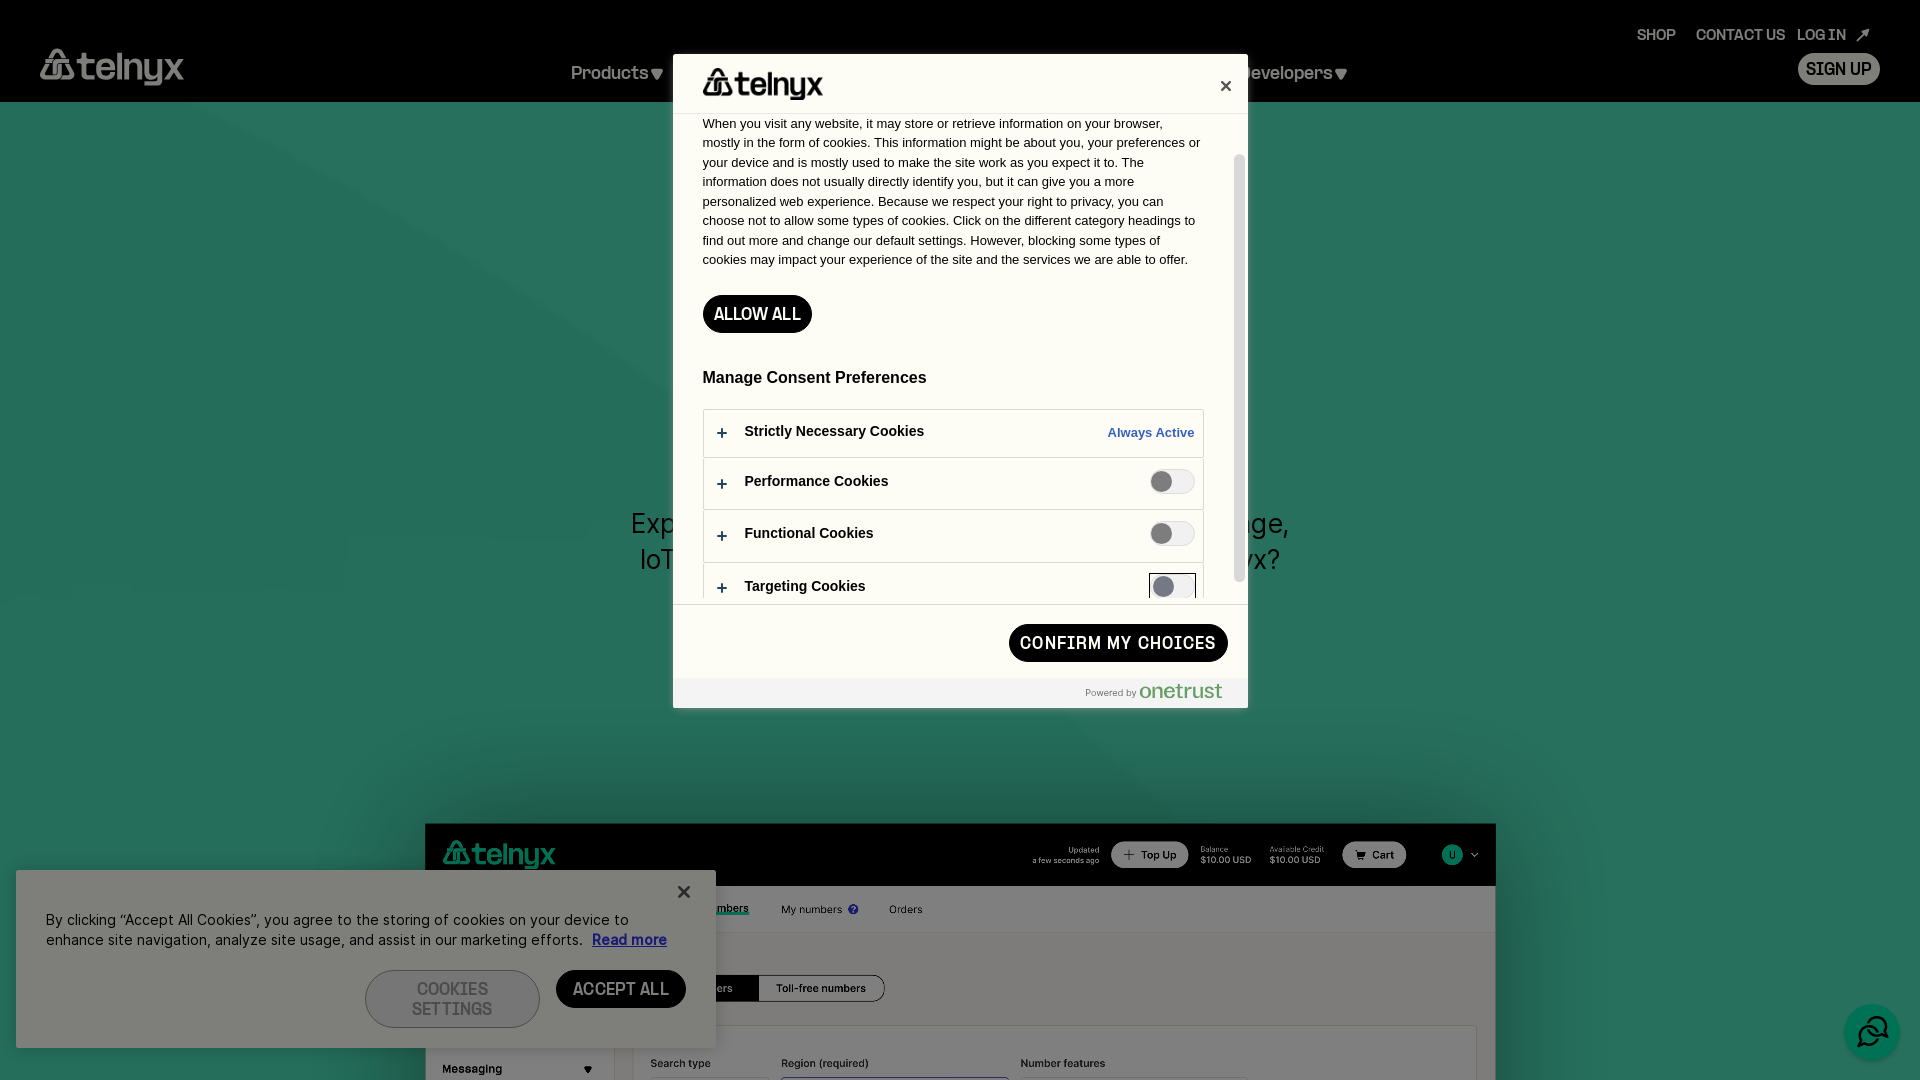 SHOP CONTACT US LOG IN
telnyx Products Developers SIGN UP
telnyx
When you visit any website, it may store or retrieve information on your browser,
mostly in the form of cookies. This information might be about you, your preferences or
your device and is mostly used to make the site work as you expect it to. The
information does not usually directly identify you, but it can give you a more
personalized web experience. Because we respect your right to privacy, you can
choose not to allow some types of cookies. Click on the different category headings to
find out more and change our default settings. However, blocking some types of
cookies may impact your experience of the site and the services we are able to offer.
ALLOW ALL
Manage Consent Preferences
Strictly Necessary Cookies Always Active
Performance Cookies
Functional Cookies
Targeting Cookies
CONFIRM MY CHOICES
Powered by onetrust
telnyx
Updated
a few seconds ago
Top Up
Balance
$10.00 USD
Available Credit
$10.00 USD
Cart
U
My numbers ? Orders
Toll-free numbers
Search type Region (required) Number features
Messaging
By clicking “Accept All Cookies”, you agree to the storing of cookies on your device to
enhance site navigation, analyze site usage, and assist in our marketing efforts. Read more
COOKIES
SETTINGS
ACCEPT ALL